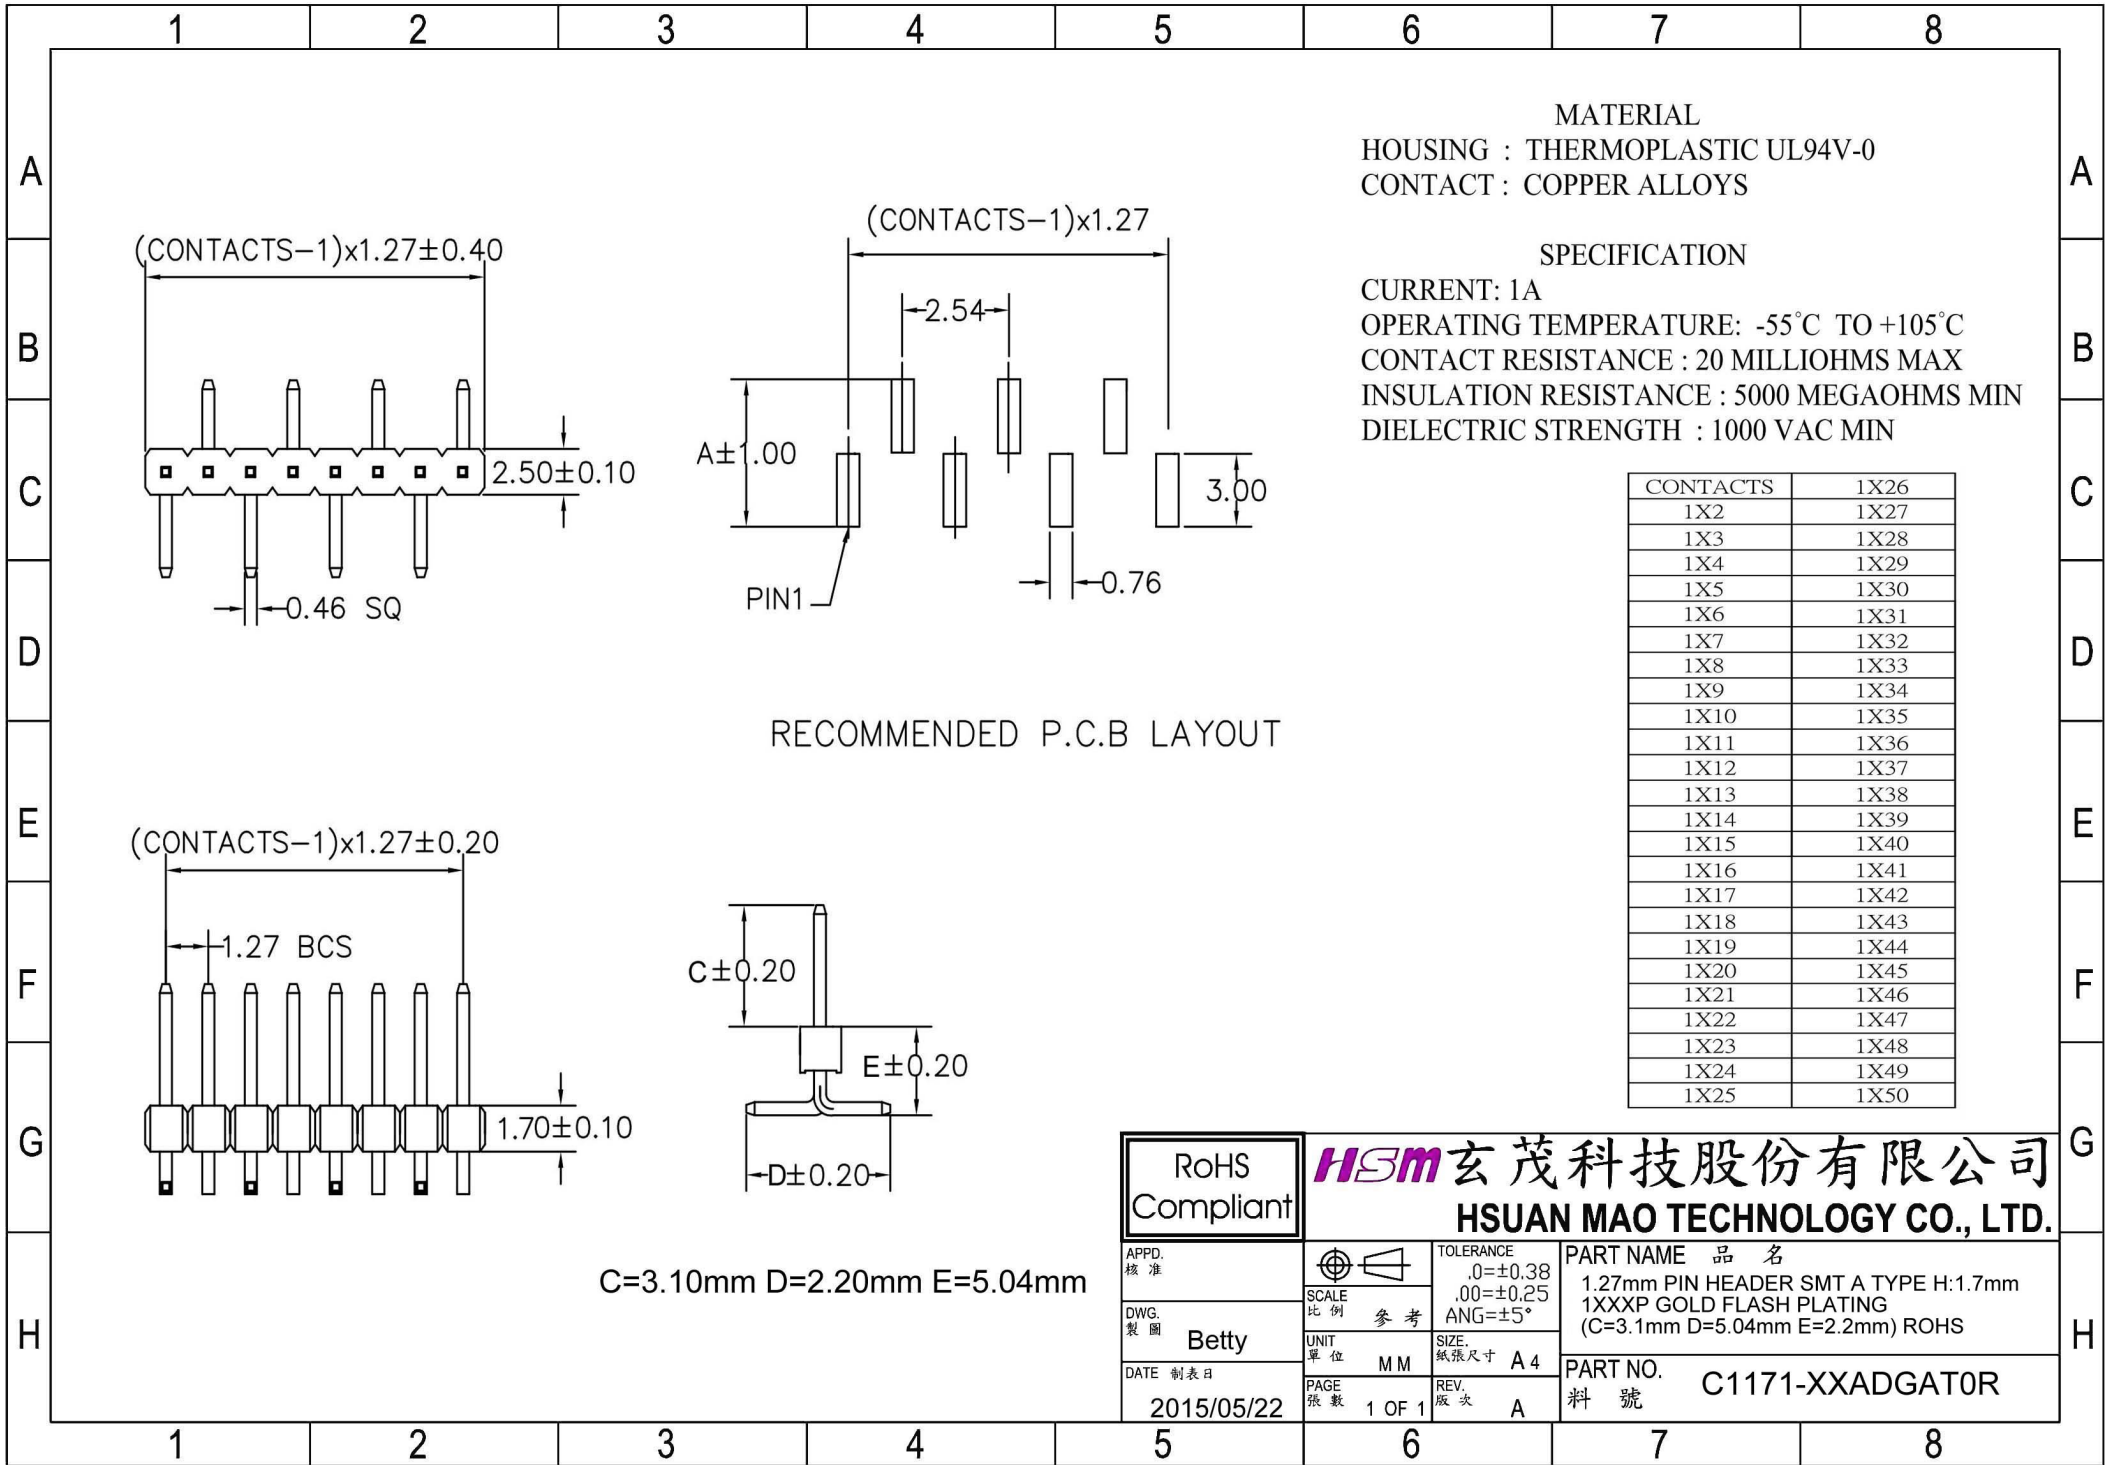 1 2 3 4 5 6 7 8
A
B
C
D
E
F
G
H
A
B
C
D
E
F
G
H
(CONTACTS-1)x1.27±0.40
2.50±0.10
0.46 SQ
(CONTACTS-1)x1.27
2.54
A±1.00
3.00
PIN1
0.76
RECOMMENDED P.C.B LAYOUT
(CONTACTS-1)x1.27±0.20
1.27 BCS
1.70±0.10
C±0.20
E±0.20
D±0.20
C=3.10mm D=2.20mm E=5.04mm
MATERIAL
HOUSING : THERMOPLASTIC UL94V-0
CONTACT : COPPER ALLOYS
SPECIFICATION
CURRENT: 1A
OPERATING TEMPERATURE: -55°C TO +105°C
CONTACT RESISTANCE : 20 MILLIOHMS MAX
INSULATION RESISTANCE : 5000 MEGAOHMS MIN
DIELECTRIC STRENGTH : 1000 VAC MIN
CONTACTS 1X26
1X2 1X27
1X3 1X28
1X4 1X29
1X5 1X30
1X6 1X31
1X7 1X32
1X8 1X33
1X9 1X34
1X10 1X35
1X11 1X36
1X12 1X37
1X13 1X38
1X14 1X39
1X15 1X40
1X16 1X41
1X17 1X42
1X18 1X43
1X19 1X44
1X20 1X45
1X21 1X46
1X22 1X47
1X23 1X48
1X24 1X49
1X25 1X50
RoHS
Compliant
HSm 玄茂科技股份有限公司
HSUAN MAO TECHNOLOGY CO., LTD.
APPD.
核 准
DWG.
製 圖 Betty
DATE 制表日
2015/05/22
SCALE
比 例 參 考
UNIT
單 位 MM
PAGE
張 數 1 OF 1
TOLERANCE
.0=±0.38
.00=±0.25
ANG=±5°
SIZE.
紙張尺寸 A4
REV.
版 次 A
PART NAME 品 名
1.27mm PIN HEADER SMT A TYPE H:1.7mm
1XXXP GOLD FLASH PLATING
(C=3.1mm D=5.04mm E=2.2mm) ROHS
PART NO.
料 號 C1171-XXADGAT0R
1 2 3 4 5 6 7 8